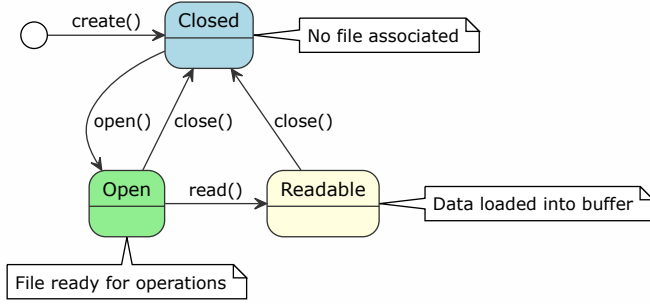 create()
Closed
No file associated
open()
close()
close()
Open
read()
Readable
Data loaded into buffer
File ready for operations